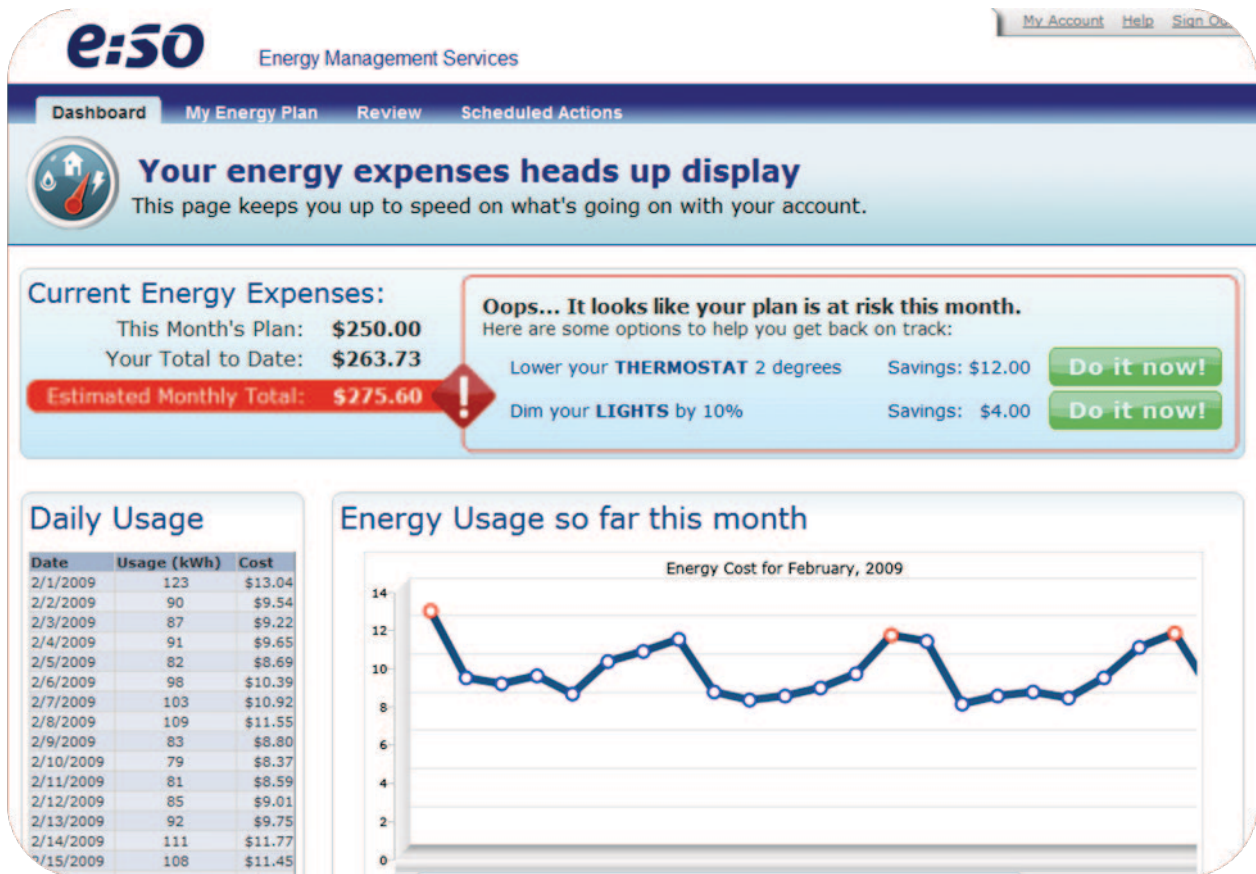 My Account Help Sign Ou
e:so
Energy Management Services
Dashboard My Energy Plan Review Scheduled Actions
Your energy expenses heads up display
This page keeps you up to speed on what's going on with your account.
Current Energy Expenses:
This Month's Plan: $250.00
Your Total to Date: $263.73
Estimated Monthly Total: $275.60
!
Oops... It looks like your plan is at risk this month.
Here are some options to help you get back on track:
Lower your THERMOSTAT 2 degrees Savings: $12.00 Do it now!
Dim your LIGHTS by 10% Savings: $4.00 Do it now!
Daily Usage
Date Usage (kWh) Cost
2/1/2009 123 $13.04
2/2/2009 90 $9.54
2/3/2009 87 $9.22
2/4/2009 91 $9.65
2/5/2009 82 $8.69
2/6/2009 98 $10.39
2/7/2009 103 $10.92
2/8/2009 109 $11.55
2/9/2009 83 $8.80
2/10/2009 79 $8.37
2/11/2009 81 $8.59
2/12/2009 85 $9.01
2/13/2009 92 $9.75
2/14/2009 111 $11.77
2/15/2009 108 $11.45
Energy Usage so far this month
Energy Cost for February, 2009
14
12
10
8
6
4
2
0